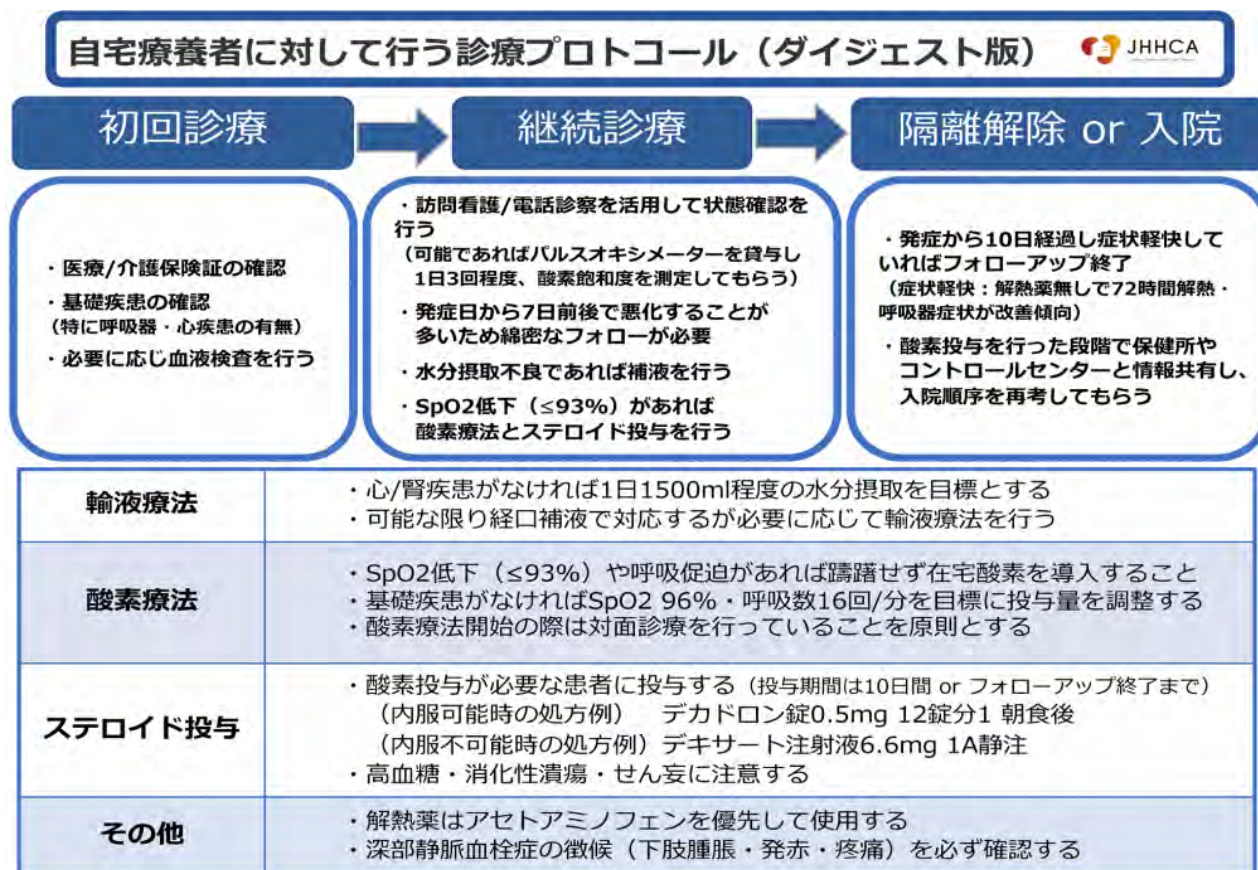 自宅療養者に対して行う診療プロトコール（ダイジェスト版）
JHHCA
初回診療
継続診療
隔離解除 or 入院
・医療/介護保険証の確認
・基礎疾患の確認
（特に呼吸器・心疾患の有無）
・必要に応じ血液検査を行う
・訪問看護/電話診察を活用して状態確認を
行う
（可能であればパルスオキシメーターを貸与し
1日3回程度、酸素飽和度を測定してもらう）
・発症日から7日前後で悪化することが
多いため綿密なフォローが必要
・水分摂取不良であれば補液を行う
・SpO2低下（≤93%）があれば
酸素療法とステロイド投与を行う
・発症から10日経過し症状軽快して
いればフォローアップ終了
（症状軽快：解熱薬無しで72時間解熱・
呼吸器症状が改善傾向）
・酸素投与を行った段階で保健所や
コントロールセンターと情報共有し、
入院順序を再考してもらう
輸液療法
・心/腎疾患がなければ1日1500ml程度の水分摂取を目標とする
・可能な限り経口補液で対応するが必要に応じて輸液療法を行う
酸素療法
・SpO2低下（≤93%）や呼吸促迫があれば躊躇せず在宅酸素を導入すること
・基礎疾患がなければSpO2 96%・呼吸数16回/分を目標に投与量を調整する
・酸素療法開始の際は対面診療を行っていることを原則とする
ステロイド投与
・酸素投与が必要な患者に投与する（投与期間は10日間 or フォローアップ終了まで）
（内服可能時の処方例） デカドロン錠0.5mg 12錠分1 朝食後
（内服不可能時の処方例）デキサート注射液6.6mg 1A静注
・高血糖・消化性潰瘍・せん妄に注意する
その他
・解熱薬はアセトアミノフェンを優先して使用する
・深部静脈血栓症の徴候（下肢腫脹・発赤・疼痛）を必ず確認する